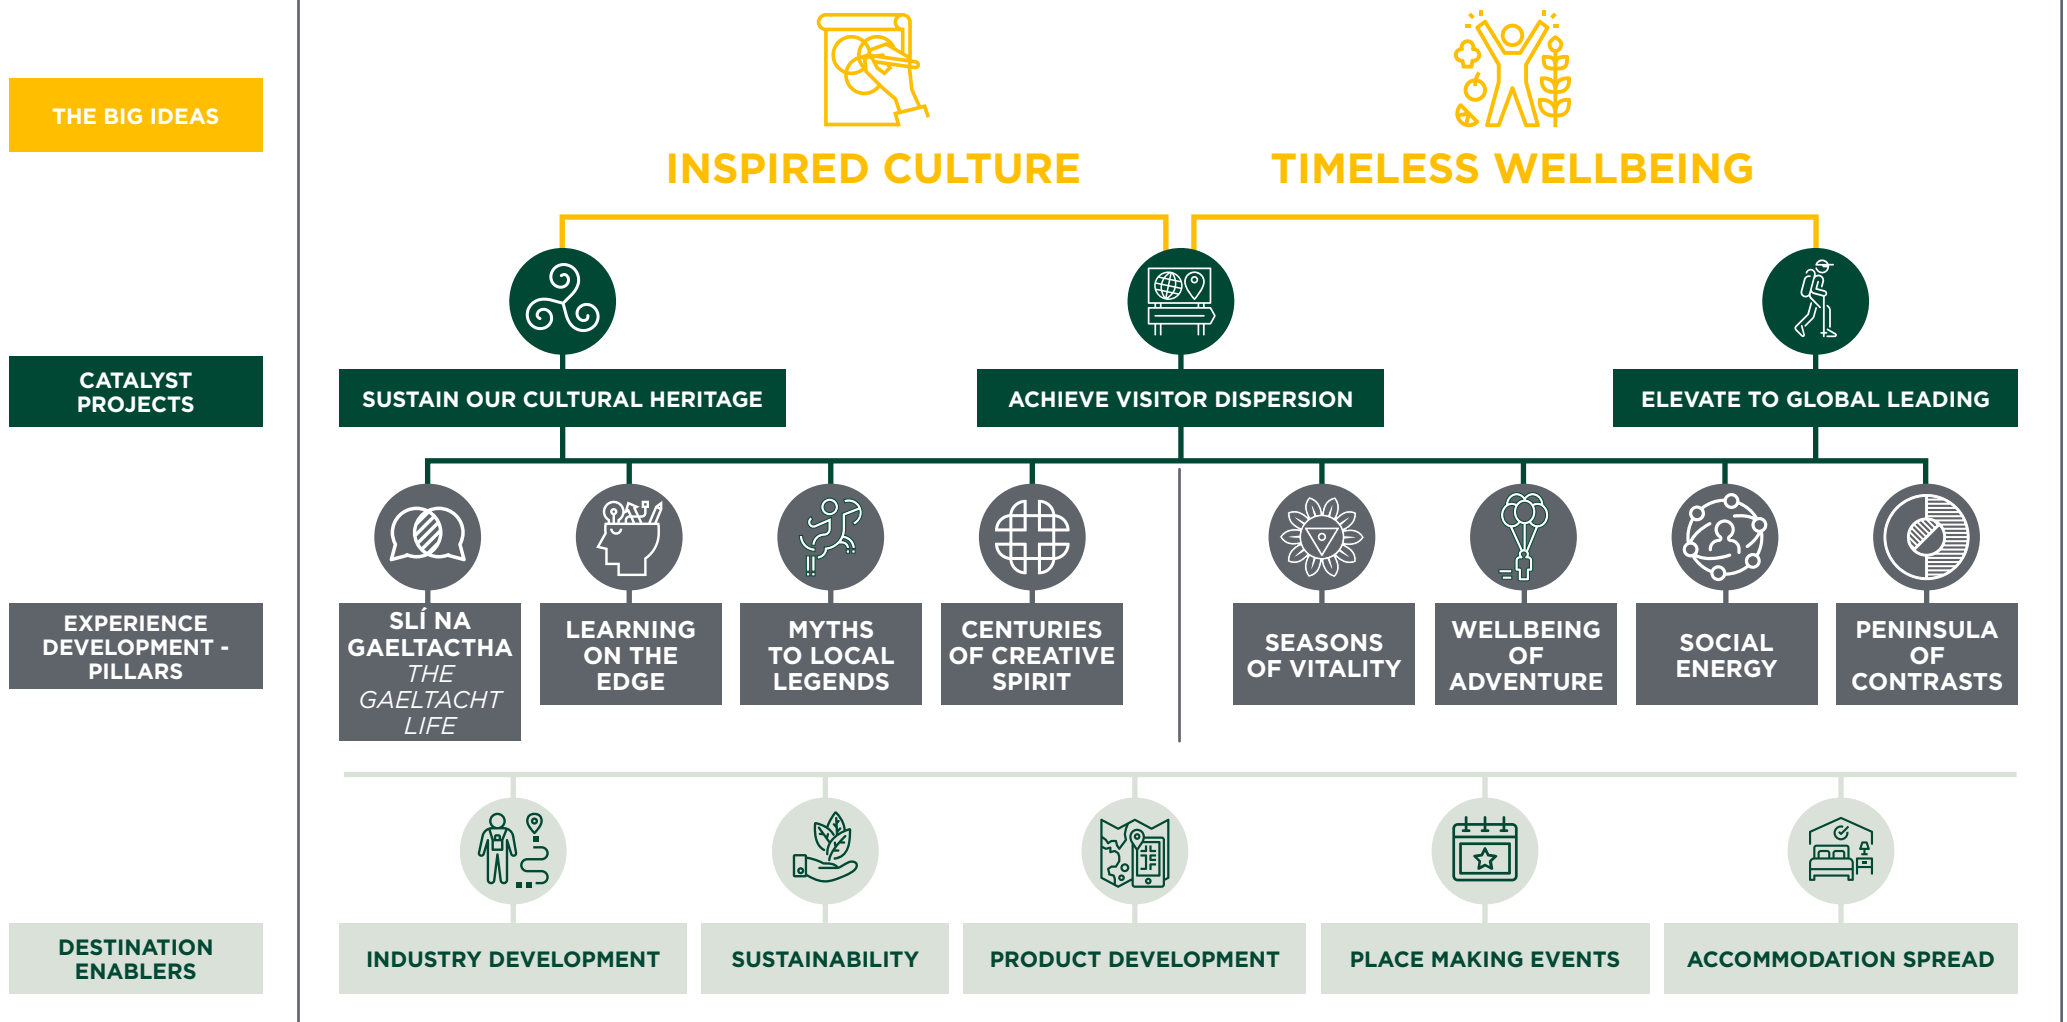 THE BIG IDEAS
INSPIRED CULTURE
TIMELESS WELLBEING
CATALYST
PROJECTS
SUSTAIN OUR CULTURAL HERITAGE
ACHIEVE VISITOR DISPERSION
ELEVATE TO GLOBAL LEADING
EXPERIENCE
DEVELOPMENT -
PILLARS
SLÍ NA
GAELTACTHA
THE
GAELTACHT
LIFE
LEARNING
ON THE
EDGE
MYTHS
TO LOCAL
LEGENDS
CENTURIES
OF CREATIVE
SPIRIT
SEASONS
OF VITALITY
WELLBEING
OF
ADVENTURE
SOCIAL
ENERGY
PENINSULA
OF
CONTRASTS
DESTINATION
ENABLERS
INDUSTRY DEVELOPMENT
SUSTAINABILITY
PRODUCT DEVELOPMENT
PLACE MAKING EVENTS
ACCOMMODATION SPREAD